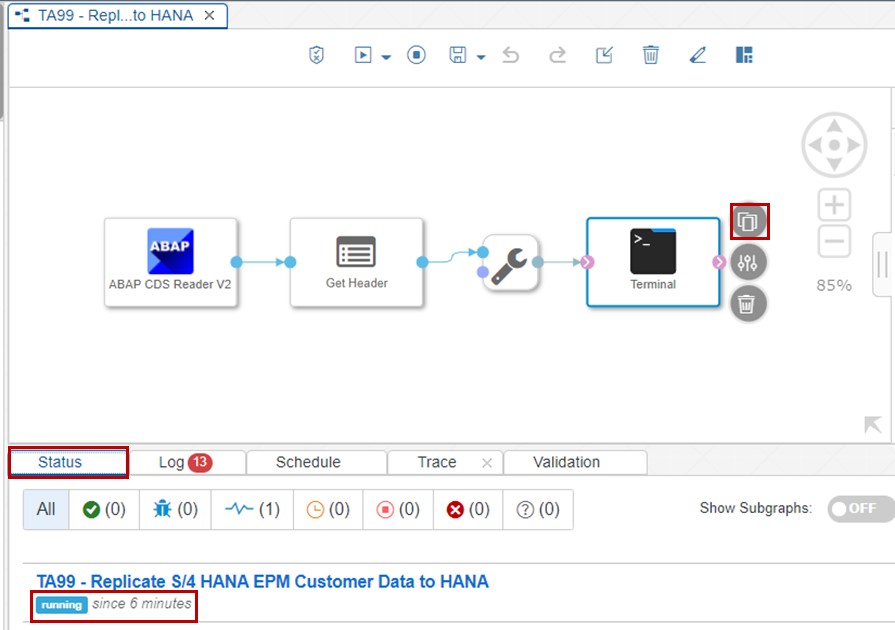 TA99 - Repl...to HANA ×
ABAP
ABAP CDS Reader V2
Get Header
>_
Terminal
85%
Status
Log 13
Schedule
Trace ×
Validation
All
(0)
(0)
(1)
(0)
(0)
(0)
? (0)
Show Subgraphs: OFF
TA99 - Replicate S/4 HANA EPM Customer Data to HANA
running since 6 minutes